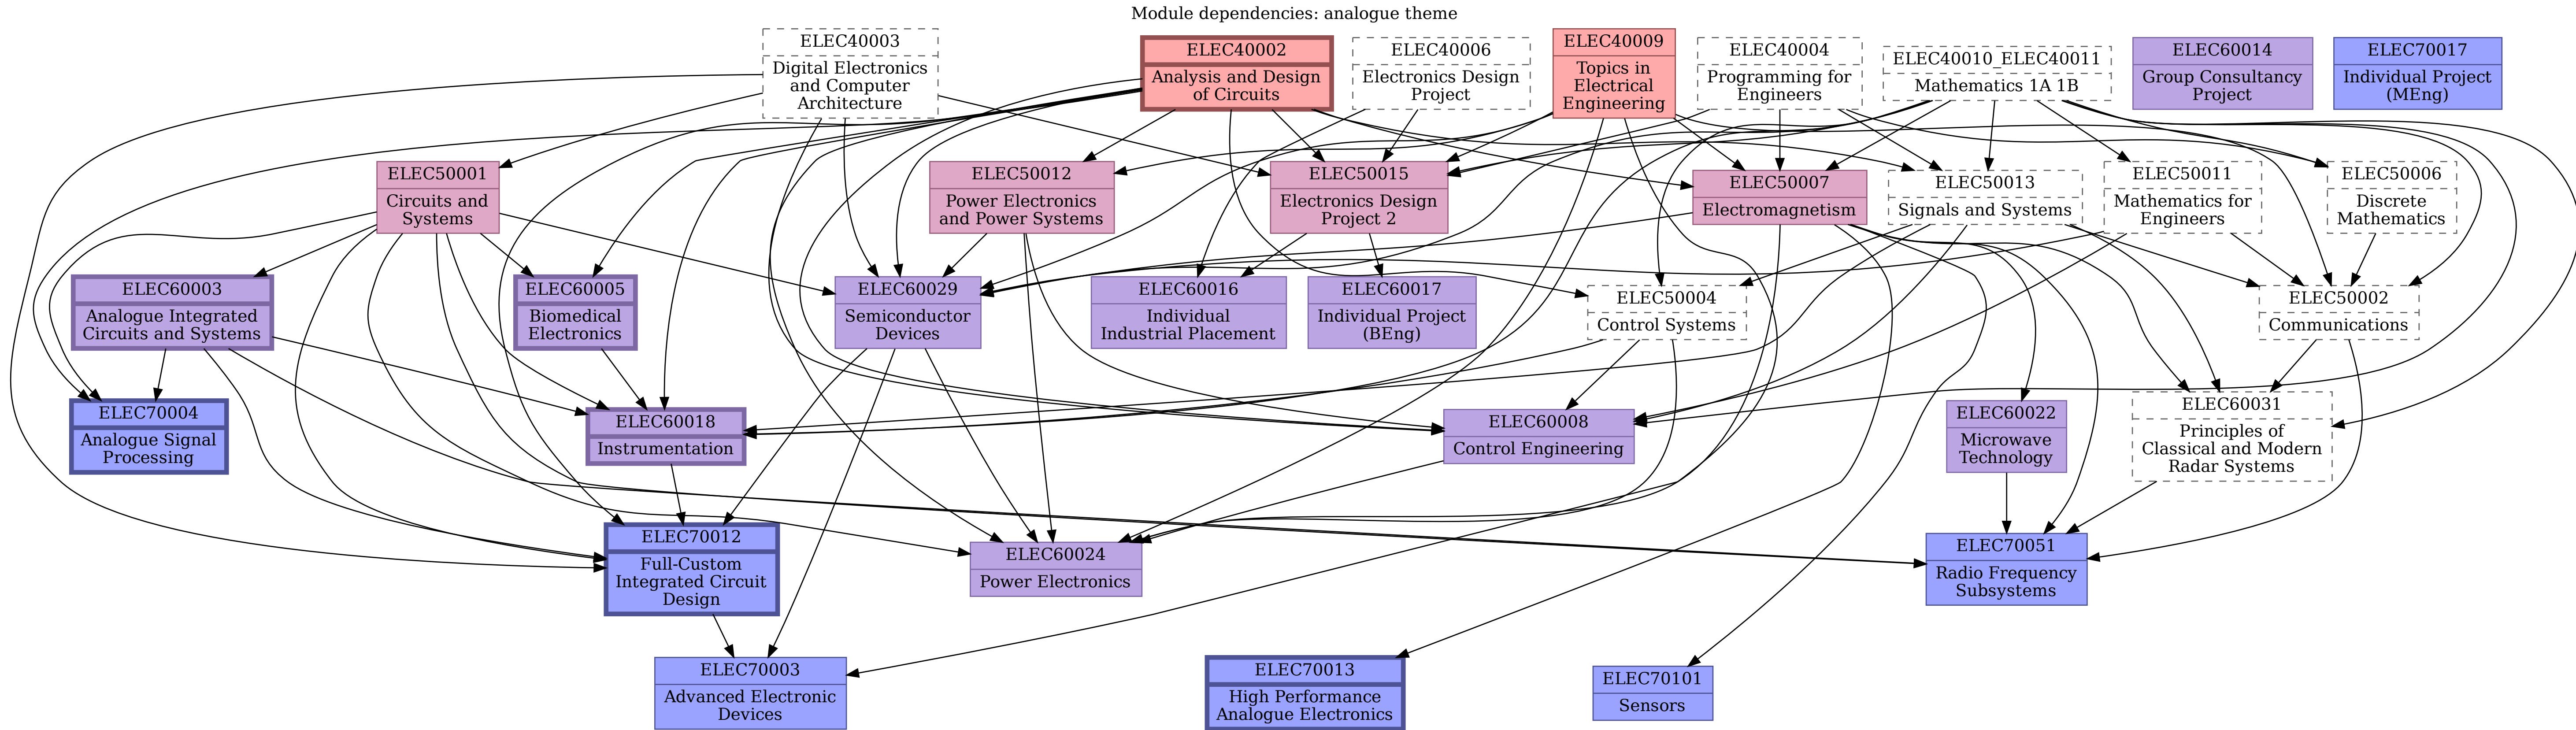 Module dependencies: analogue theme
ELEC40003
Digital Electronics
and Computer
Architecture
ELEC40002
Analysis and Design
of Circuits
ELEC40006
Electronics Design
Project
ELEC40009
Topics in
Electrical
Engineering
ELEC40004
Programming for
Engineers
ELEC40010_ELEC40011
Mathematics 1A 1B
ELEC60014
Group Consultancy
Project
ELEC70017
Individual Project
(MEng)
ELEC50001
Circuits and
Systems
ELEC50012
Power Electronics
and Power Systems
ELEC50015
Electronics Design
Project 2
ELEC50007
Electromagnetism
ELEC50013
Signals and Systems
ELEC50011
Mathematics for
Engineers
ELEC50006
Discrete
Mathematics
ELEC60003
Analogue Integrated
Circuits and Systems
ELEC60005
Biomedical
Electronics
ELEC60029
Semiconductor
Devices
ELEC60016
Individual
Industrial Placement
ELEC60017
Individual Project
(BEng)
ELEC50004
Control Systems
ELEC50002
Communications
ELEC70004
Analogue Signal
Processing
ELEC60018
Instrumentation
ELEC60008
Control Engineering
ELEC60022
Microwave
Technology
ELEC60031
Principles of
Classical and Modern
Radar Systems
ELEC70012
Full-Custom
Integrated Circuit
Design
ELEC60024
Power Electronics
ELEC70051
Radio Frequency
Subsystems
ELEC70003
Advanced Electronic
Devices
ELEC70013
High Performance
Analogue Electronics
ELEC70101
Sensors